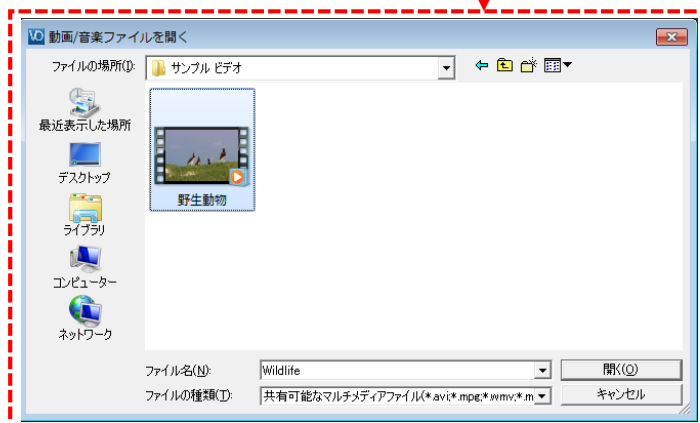 VO 動画/音楽ファイルを開く
ファイルの場所(I):
サンプル ビデオ
最近表示した場所
デスクトップ
ライブラリ
コンピューター
ネットワーク
野生動物
ファイル名(N):
Wildlife
開く(O)
ファイルの種類(T):
共有可能なマルチメディアファイル(*.avi;*.mpg;*.wmv;*.m
キャンセル